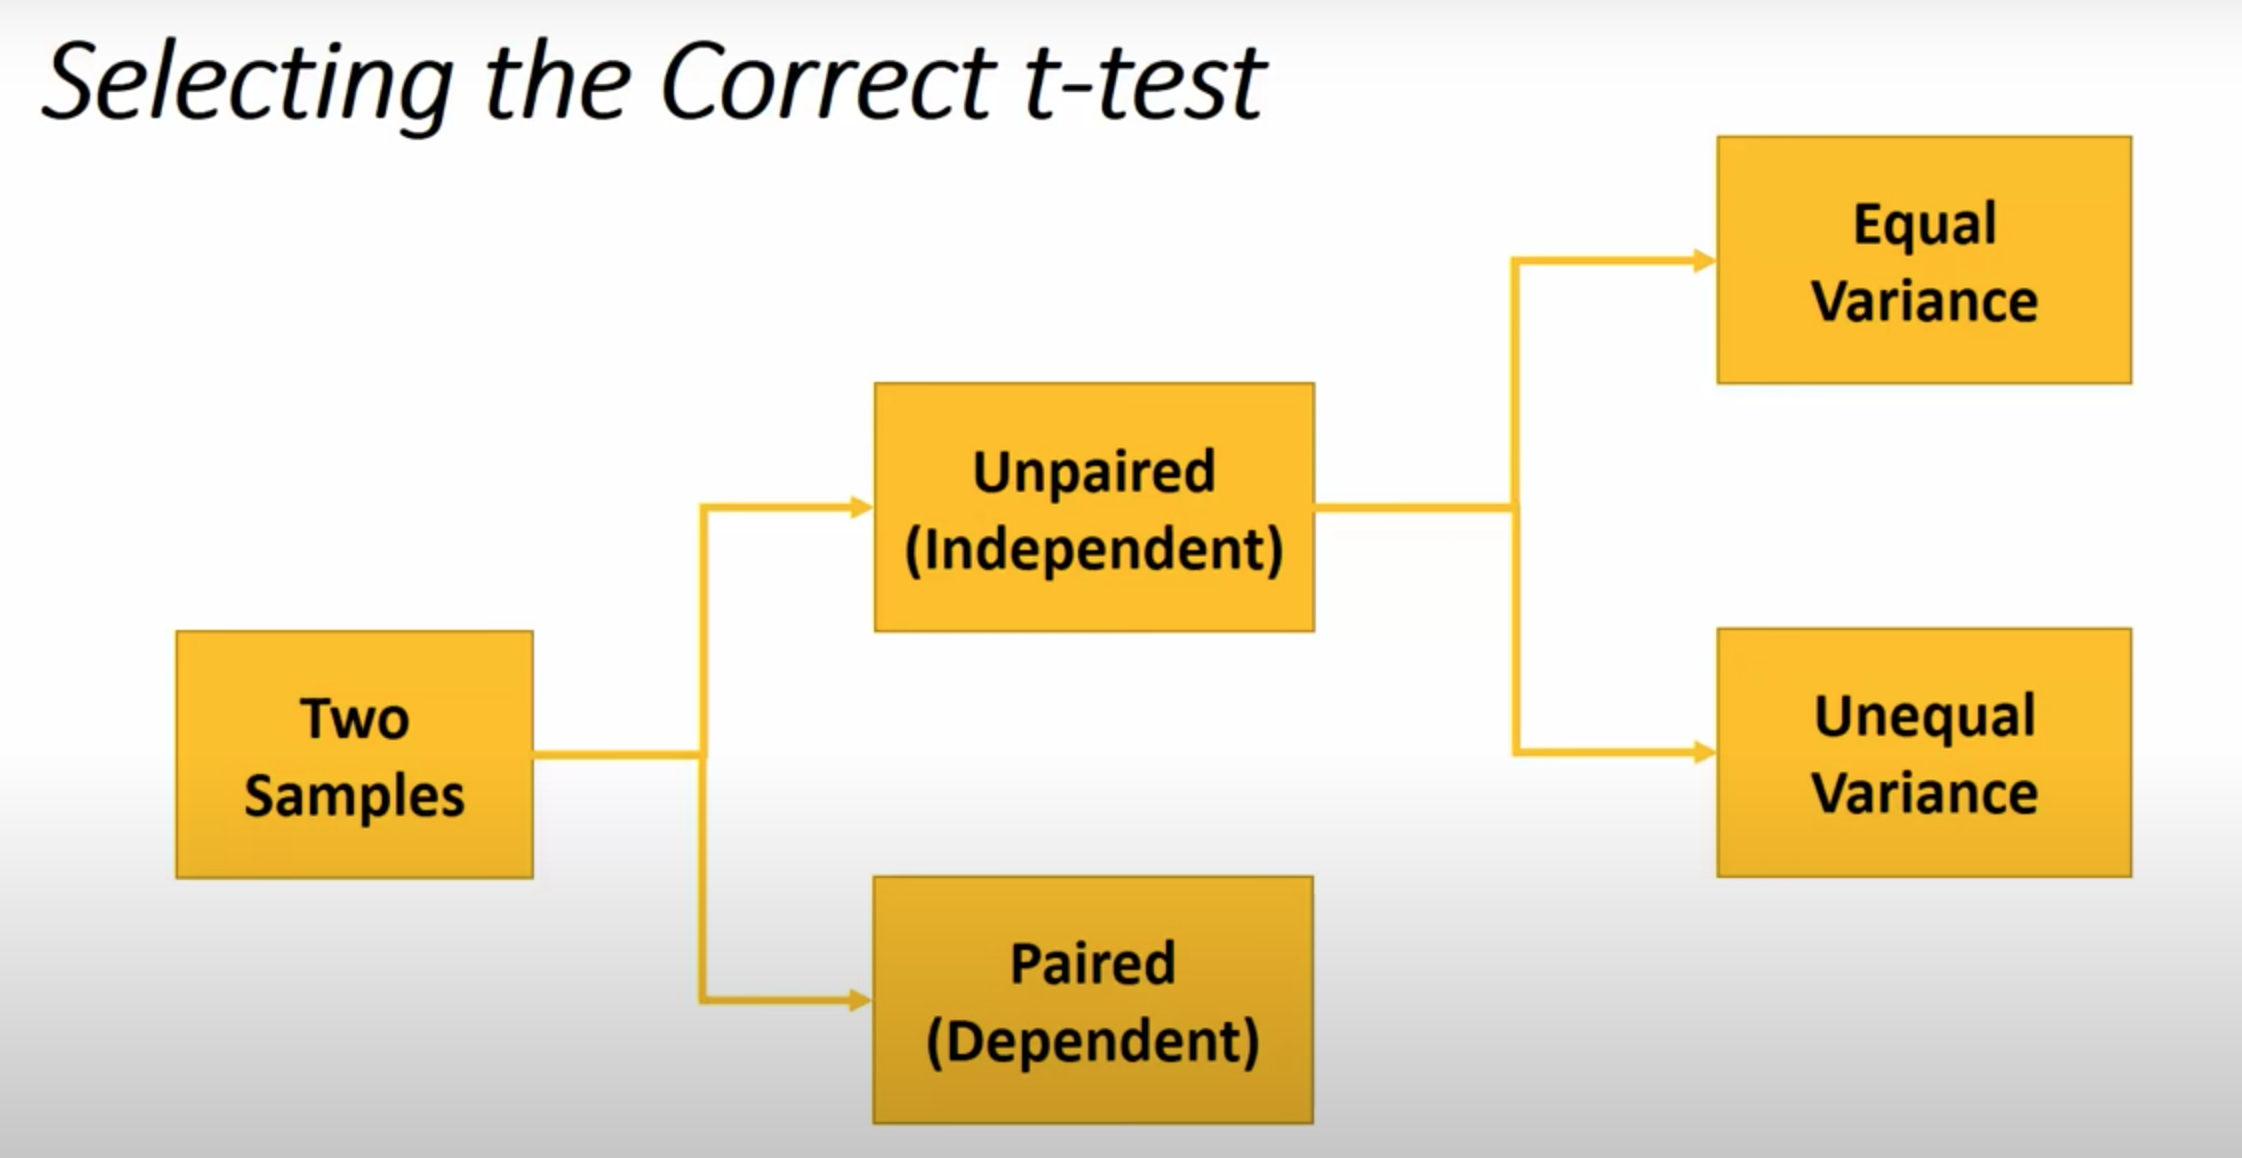 Selecting the Correct t-test
Equal
Variance
Unpaired
(Independent)
Two
Samples
Unequal
Variance
Paired
(Dependent)